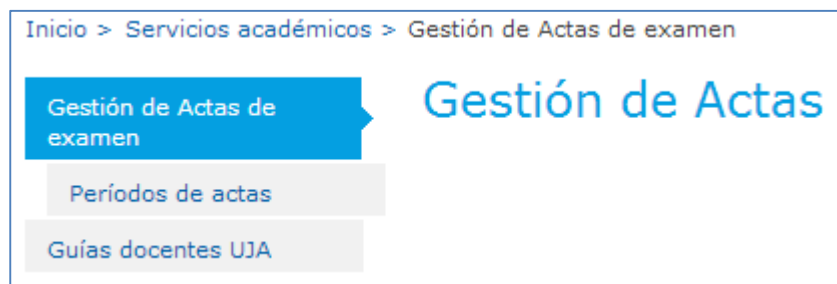 Inicio > Servicios académicos > Gestión de Actas de examen
Gestión de Actas de
examen
Gestión de Actas
Períodos de actas
Guías docentes UJA